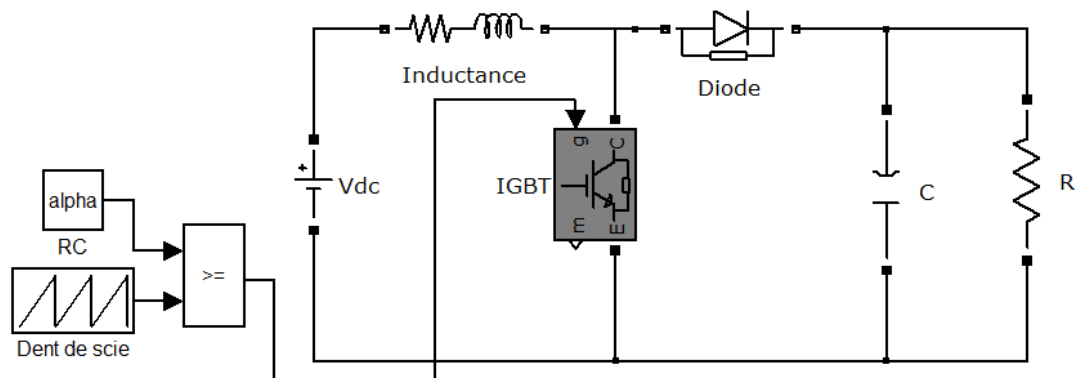 Inductance
Diode
g
C
IGBT
m
E
+
Vdc
C
R
alpha
RC
>=
Dent de scie